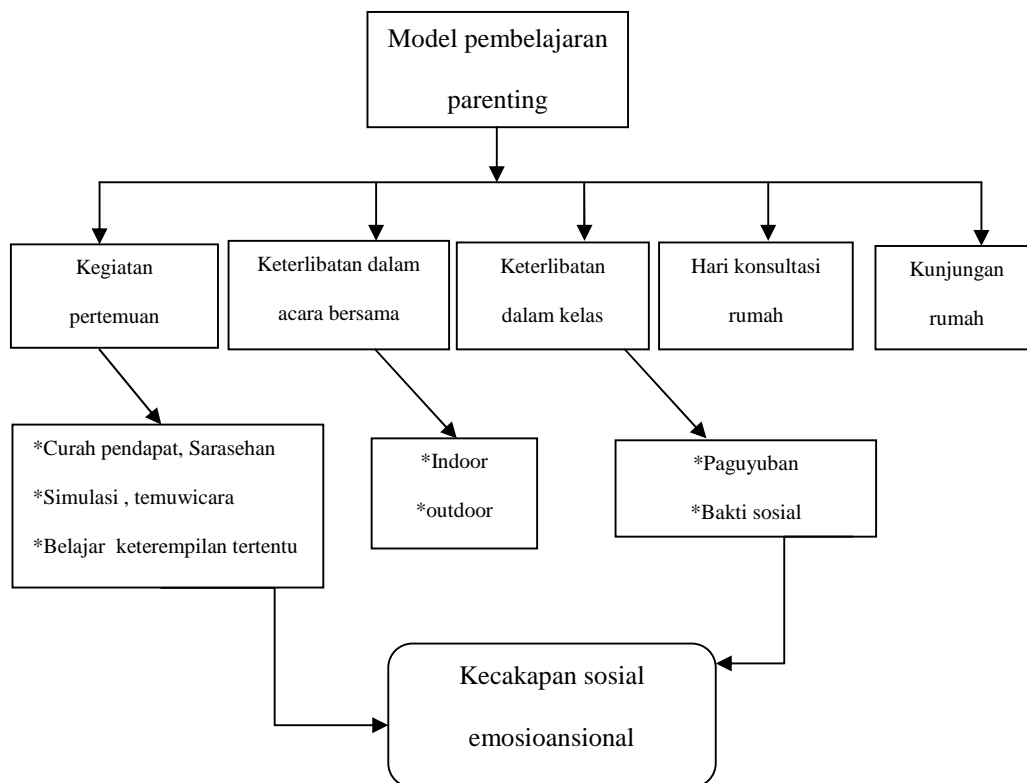 Model pembelajaran
parenting
Kegiatan
pertemuan
Keterlibatan dalam
acara bersama
Keterlibatan
dalam kelas
Hari konsultasi
rumah
Kunjungan
rumah
*Curah pendapat, Sarasehan
*Simulasi , temuwicara
*Belajar  keterempilan tertentu
*Indoor
*outdoor
*Paguyuban
*Bakti sosial
Kecakapan sosial
emosioansional